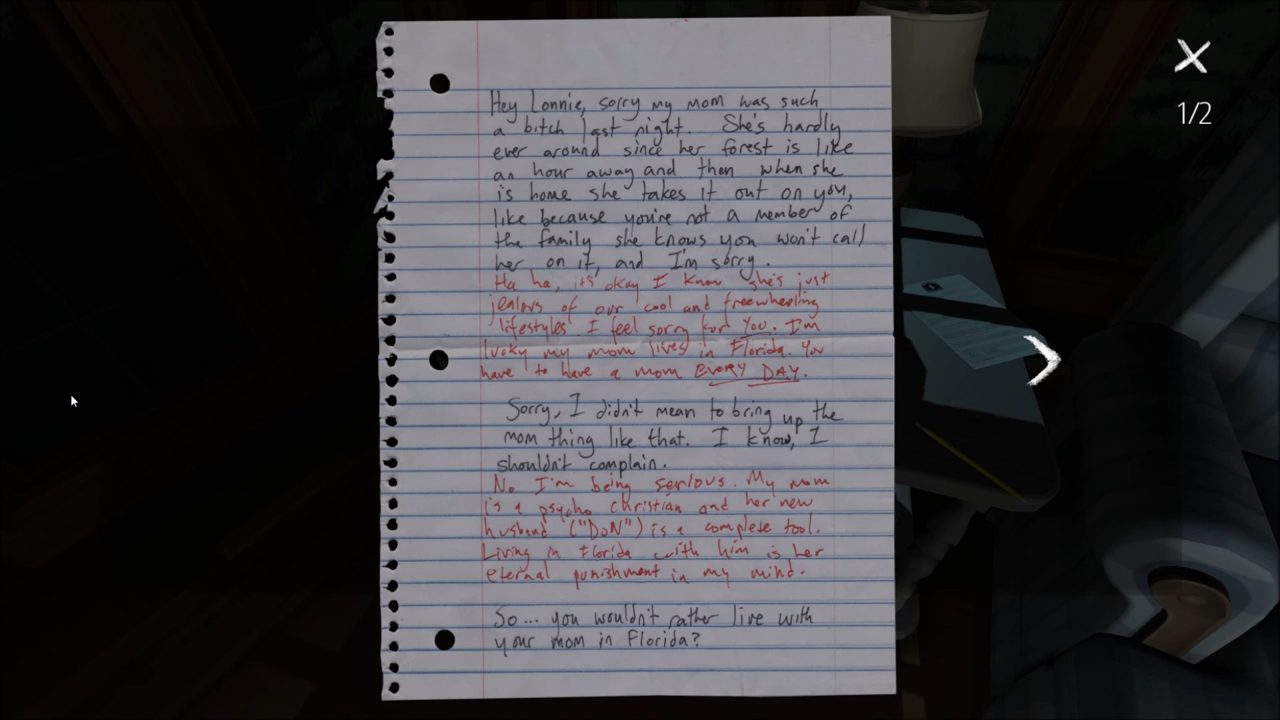 1/2
Hey Lonnie, sorry my mom was such
a bitch last night. She's hardly
ever around since her forest is like
an hour away and then when she
is home she takes it out on you,
like because you're not a member of
the family she knows you won't call
her on it, and I'm sorry.
Ha ha, it's okay I know she's just
jealous of our cool and freewheeling
lifestyles. I feel sorry for You. I'm
lucky my mom lives in Florida. You
have to have a mom EVERY DAY.
Sorry, I didn't mean to bring up the
mom thing like that. I know, I
shouldn't complain.
No I'm being serious. My mom
is a psycho christian and her new
husband ("DoN") is a complete tool.
Living in Florida with him is her
eternal punishment in my mind.
So... you wouldn't rather live with
your mom in Florida?